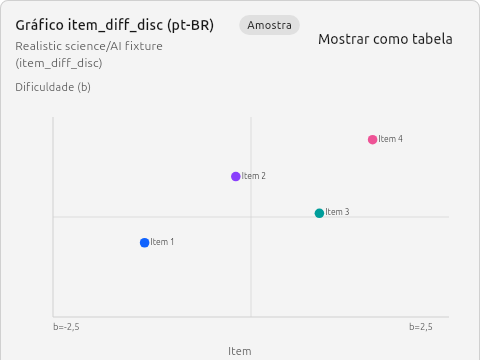 Gráfico item_diff_disc (pt-BR)
Amostra
Mostrar como tabela
Realistic science/AI fixture
(item_diff_disc)
Dificuldade (b)
Item 4
Item 2
Item 3
Item 1
b=-2,5
b=2,5
Item